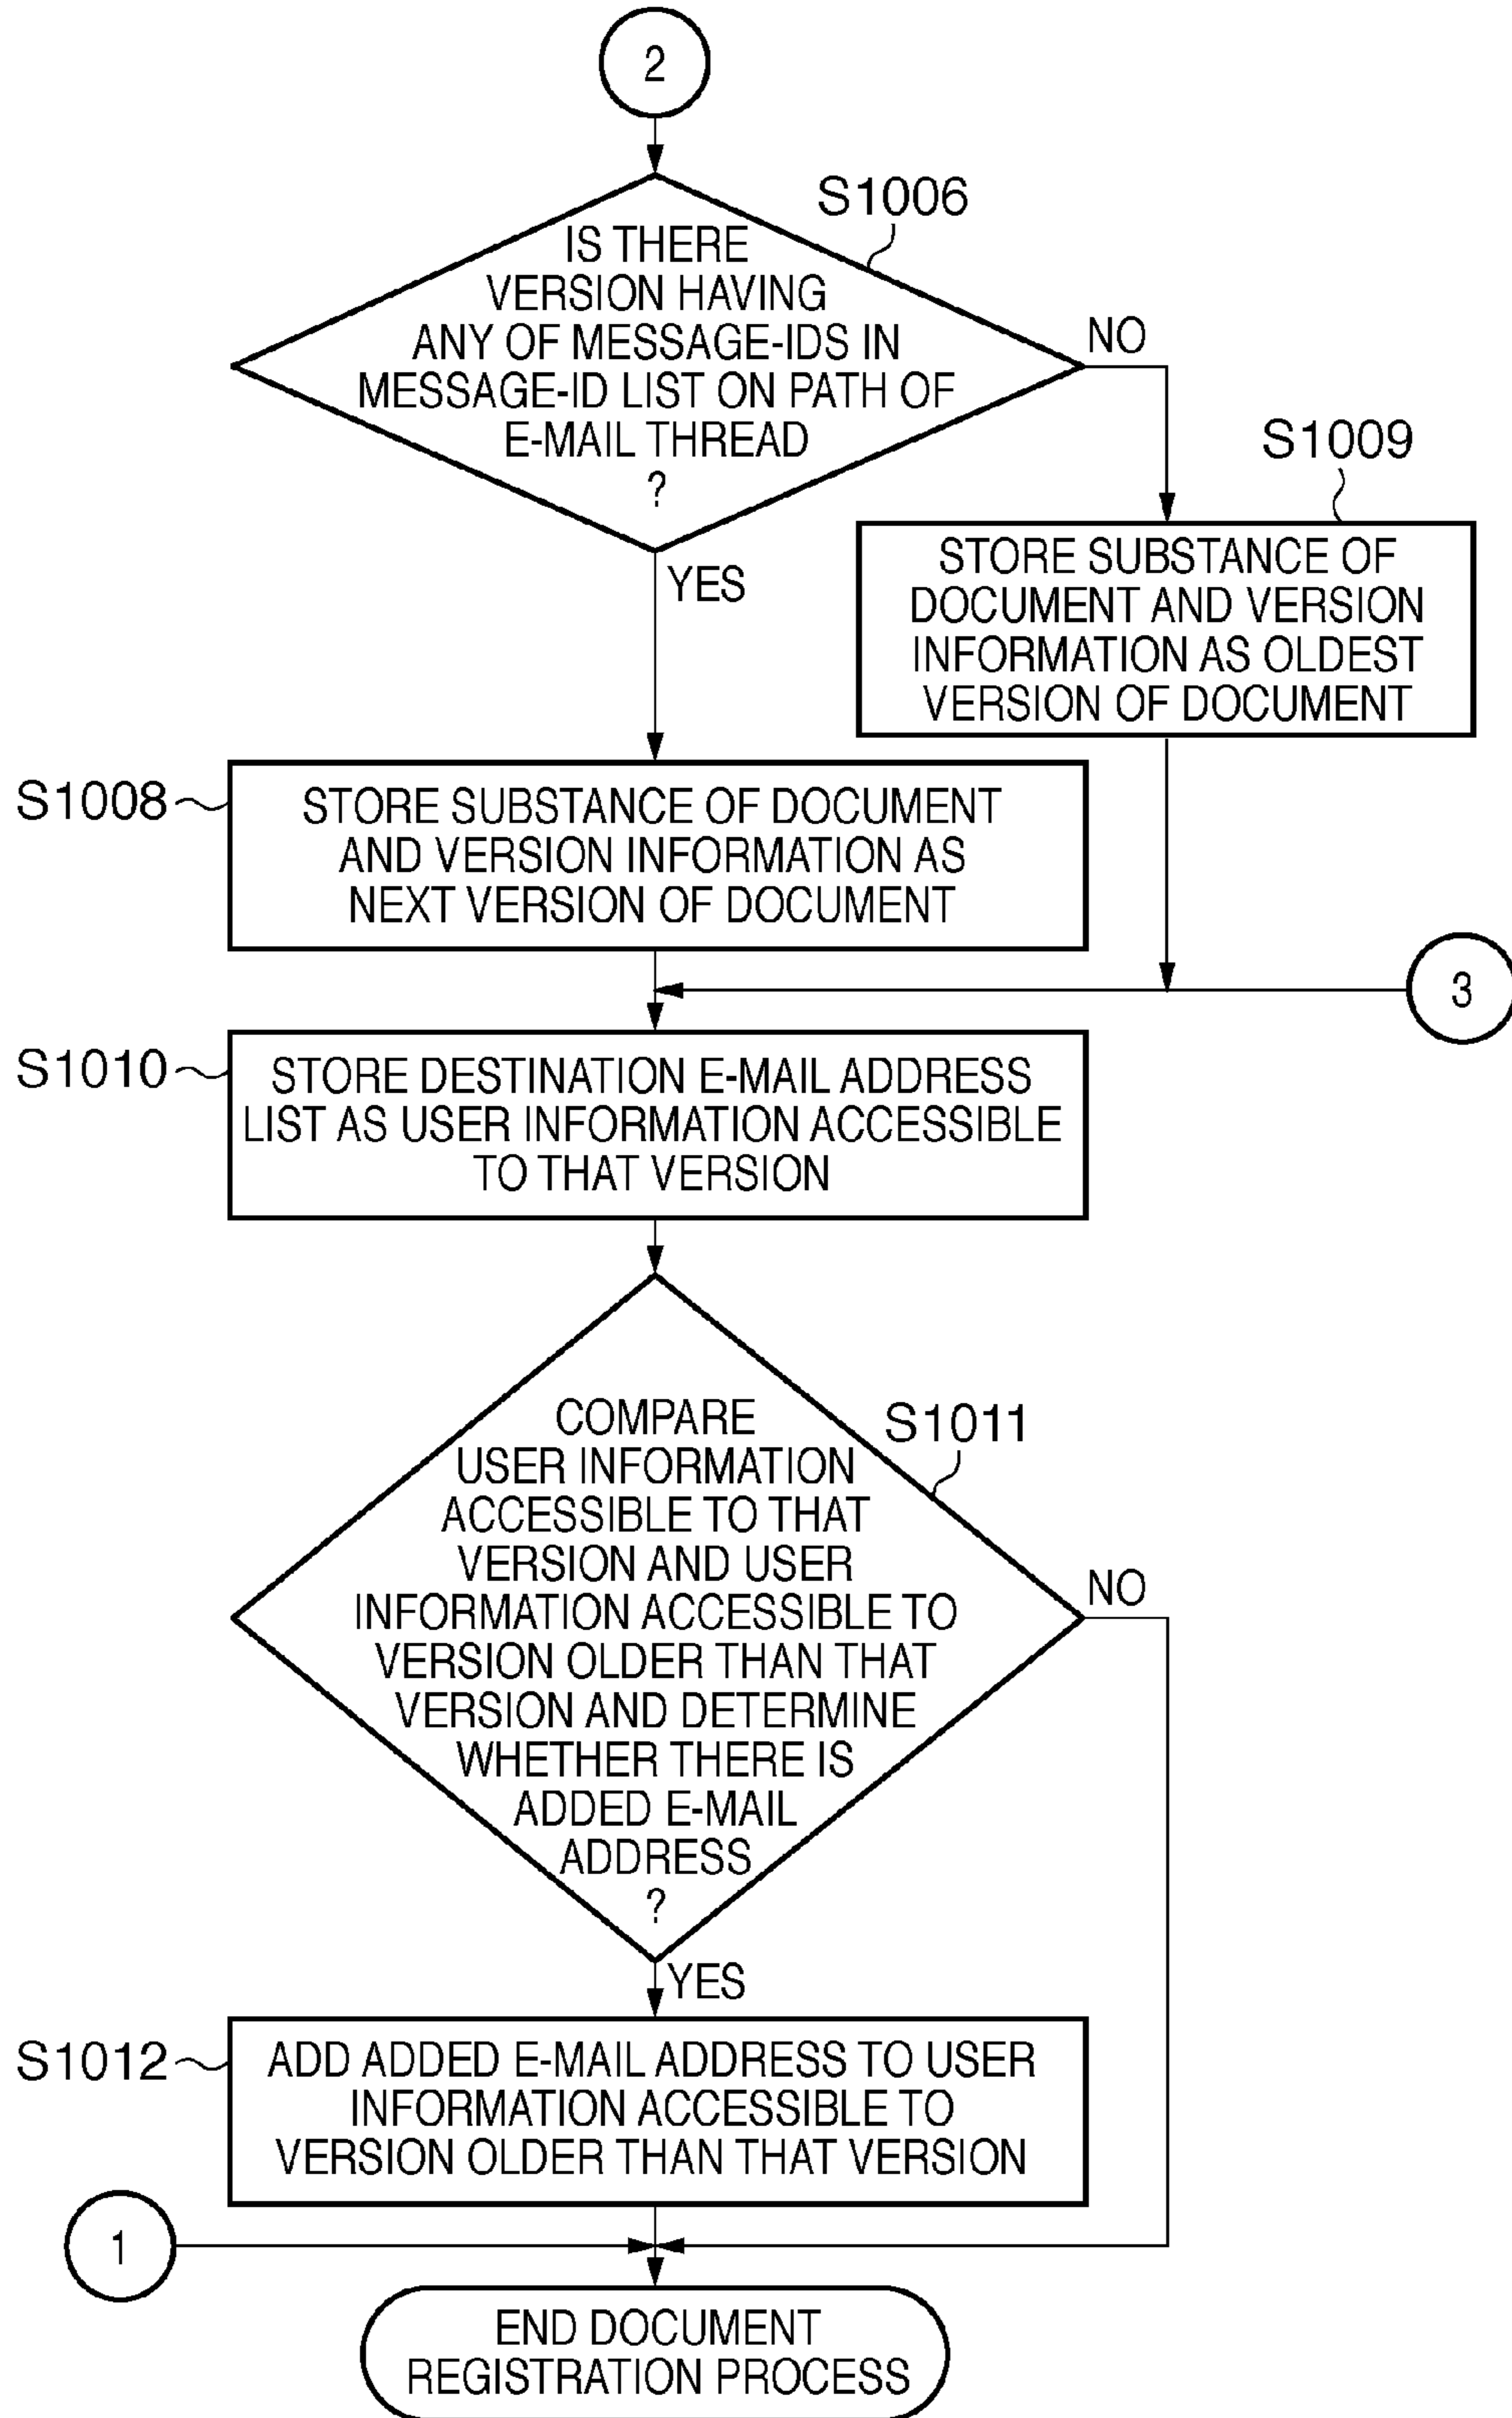 2
S1006
IS THERE
VERSION HAVING
ANY OF MESSAGE-IDS IN
MESSAGE-ID LIST ON PATH OF
E-MAIL THREAD
?
NO
YES
S1009
STORE SUBSTANCE OF
DOCUMENT AND VERSION
INFORMATION AS OLDEST
VERSION OF DOCUMENT
S1008
STORE SUBSTANCE OF DOCUMENT
AND VERSION INFORMATION AS
NEXT VERSION OF DOCUMENT
3
S1010
STORE DESTINATION E-MAIL ADDRESS
LIST AS USER INFORMATION ACCESSIBLE
TO THAT VERSION
S1011
COMPARE
USER INFORMATION
ACCESSIBLE TO THAT
VERSION AND USER
INFORMATION ACCESSIBLE TO
VERSION OLDER THAN THAT
VERSION AND DETERMINE
WHETHER THERE IS
ADDED E-MAIL
ADDRESS
?
NO
YES
S1012
ADD ADDED E-MAIL ADDRESS TO USER
INFORMATION ACCESSIBLE TO
VERSION OLDER THAN THAT VERSION
1
END DOCUMENT
REGISTRATION PROCESS